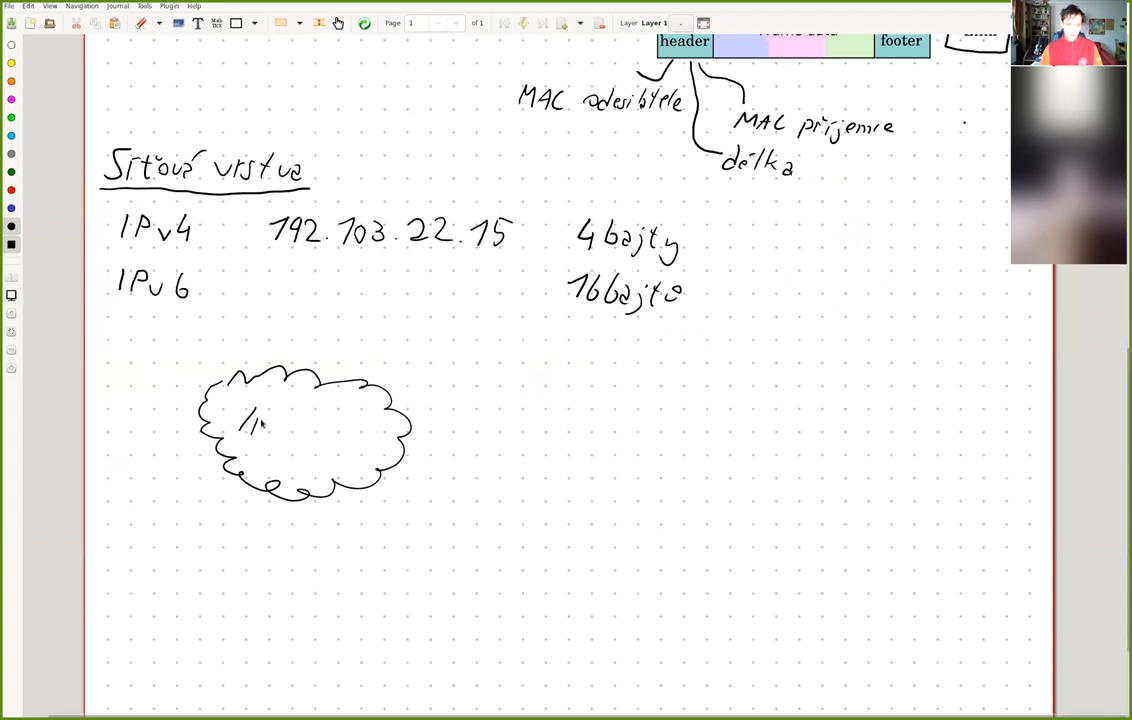 File Edit View Navigation Journal Tools Plugin Help
Page 1 of 1 Layer Layer 1
header footer
MAC odesílatele
MAC příjemce
délka
Síťová vrstva
IPv4 192.103.22.15 4 bajty
IPv6 16 bajtů